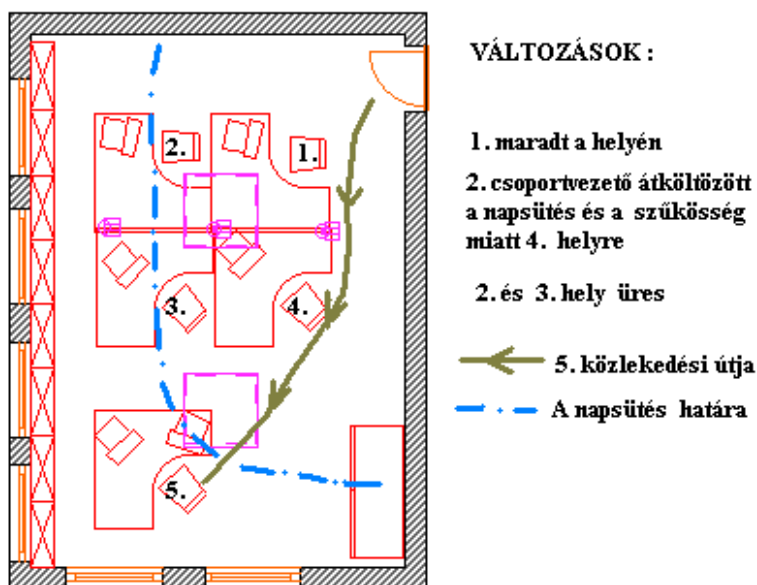 VÁLTOZÁSOK :
1. maradt a helyén
2. csoportvezető átköltözött
a napsütés és a szűkösség
miatt 4. helyre
2. és 3. hely üres
5. közlekedési útja
A napsütés határa
2.
1.
3.
4.
5.